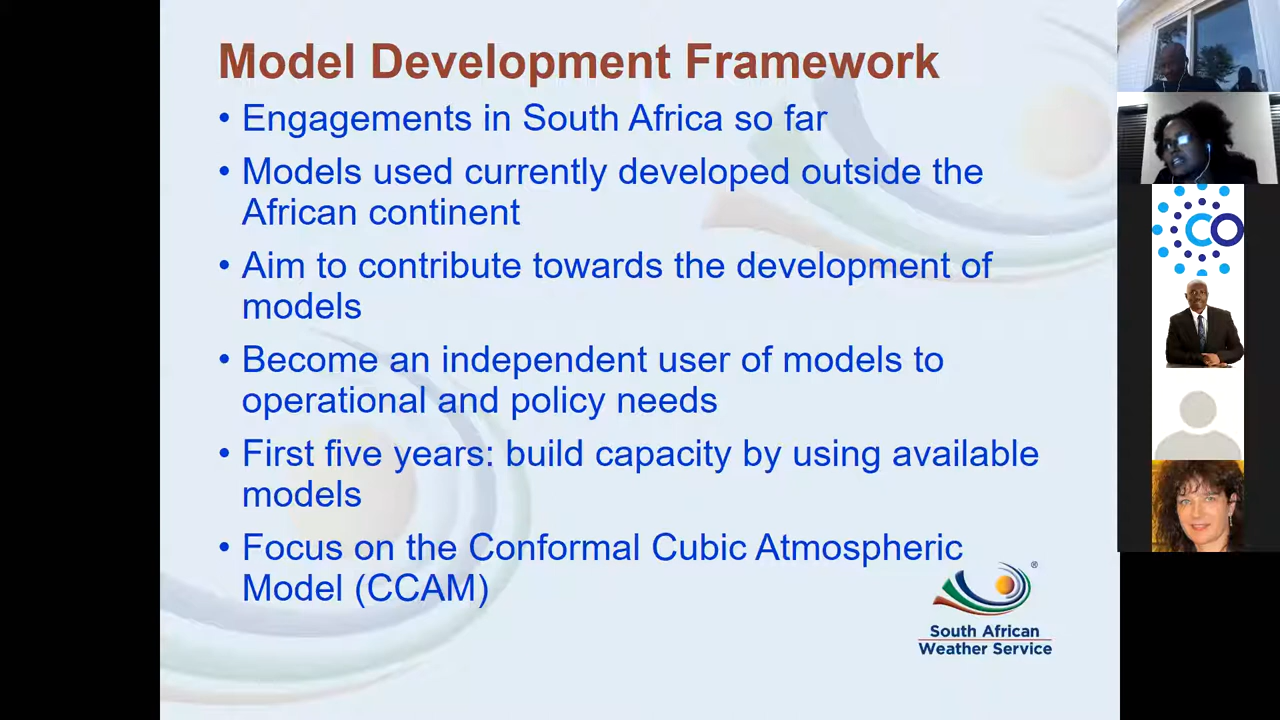 Model Development Framework
• Engagements in South Africa so far
• Models used currently developed outside the
African continent
• Aim to contribute towards the development of
models
• Become an independent user of models to
operational and policy needs
• First five years: build capacity by using available
models
• Focus on the Conformal Cubic Atmospheric
Model (CCAM)
®
South African
Weather Service
CO